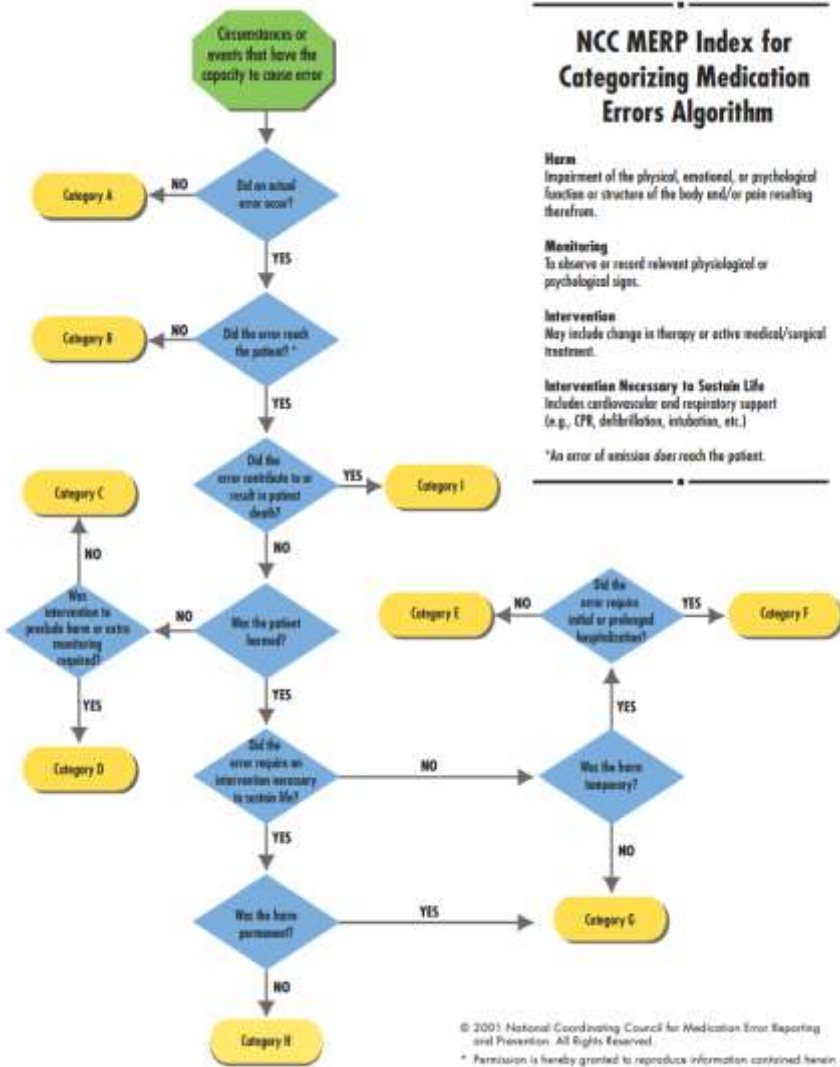 Circumstances or
events that have the
capacity to cause error
NCC MERP Index for
Categorizing Medication
Errors Algorithm
Harm
Impairment of the physical, emotional, or psychological
function or structure of the body and/or pain resulting
therefrom.
Monitoring
To observe or record relevant physiological or
psychological signs.
Intervention
May include change in therapy or active medical/surgical
treatment.
Intervention Necessary to Sustain Life
Includes cardiovascular and respiratory support
(e.g., CPR, defibrillation, intubation, etc.)
*An error of omission does reach the patient.
Did an actual
error occur?
NO
Category A
YES
Did the error reach
the patient? *
NO
Category B
YES
Did the
error contribute to or
result in patient
death?
YES
Category I
NO
Was the patient
harmed?
NO
Was
intervention to
preclude harm or extra
monitoring
required?
NO
Category C
YES
Category D
YES
Did the
error require an
intervention necessary
to sustain life?
NO
Was the harm
temporary?
YES
Did the
error require
initial or prolonged
hospitalization?
NO
Category E
YES
Category F
NO
Category G
YES
Was the harm
permanent?
YES
NO
Category H
© 2001 National Coordinating Council for Medication Error Reporting
and Prevention. All Rights Reserved.
* Permission is hereby granted to reproduce information contained herein